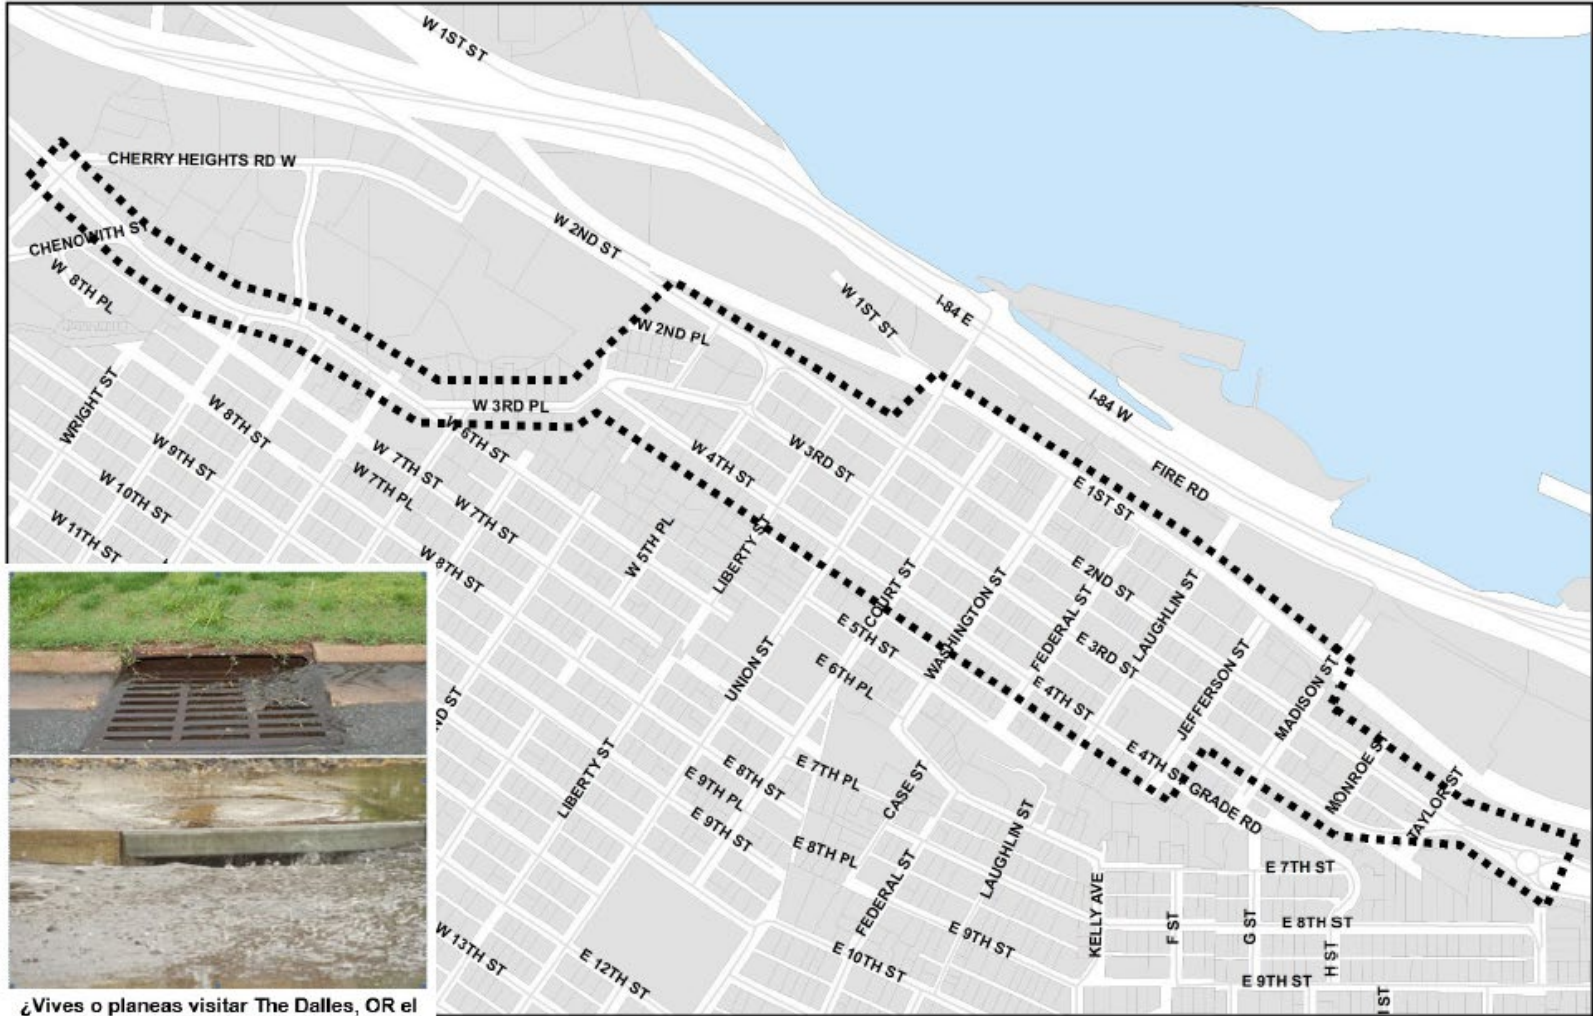 W 1ST ST
CHERRY HEIGHTS RD W
W 2ND ST
CHENOWITH ST
W 8TH PL
W 1ST ST
I-84 E
W 2ND PL
WRIGHT ST
W 3RD PL
I-84 W
W 8TH ST
W 6TH ST
W 9TH ST
W 7TH ST
W 7TH PL
W 4TH ST
W 3RD ST
FIRE RD
W 10TH ST
W 7TH ST
E 1ST ST
W 11TH ST
W 8TH ST
W 5TH PL
LIBERTY ST
COURT ST
E 2ND ST
E 5TH ST
WASHINGTON ST
FEDERAL ST
LAUGHLIN ST
E 3RD ST
UNION ST
E 6TH PL
E 4TH ST
JEFFERSON ST
MADISON ST
ND ST
LIBERTY ST
E 8TH ST
E 7TH PL
E 4TH ST
MONROE ST
E 9TH PL
CASE ST
GRADE RD
TAYLOR ST
E 9TH ST
E 8TH PL
LAUGHLIN ST
E 7TH ST
FEDERAL ST
KELLY AVE
F ST
G ST
E 8TH ST
W 13TH ST
E 12TH ST
E 10TH ST
E 9TH ST
H ST
E 9TH ST
I ST
¿Vives o planeas visitar The Dalles, OR el